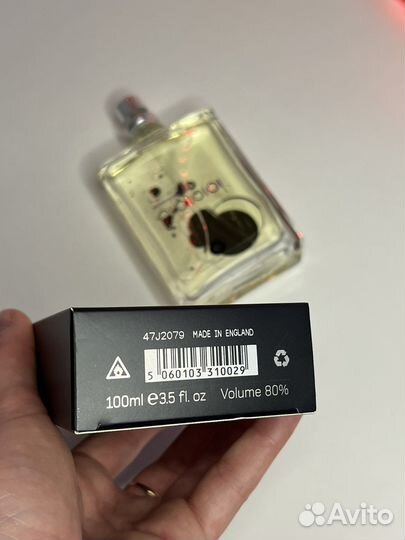 47J2079 MADE IN ENGLAND
5 060103 310029
100ml ℮ 3.5 fl. oz Volume 80%
Avito